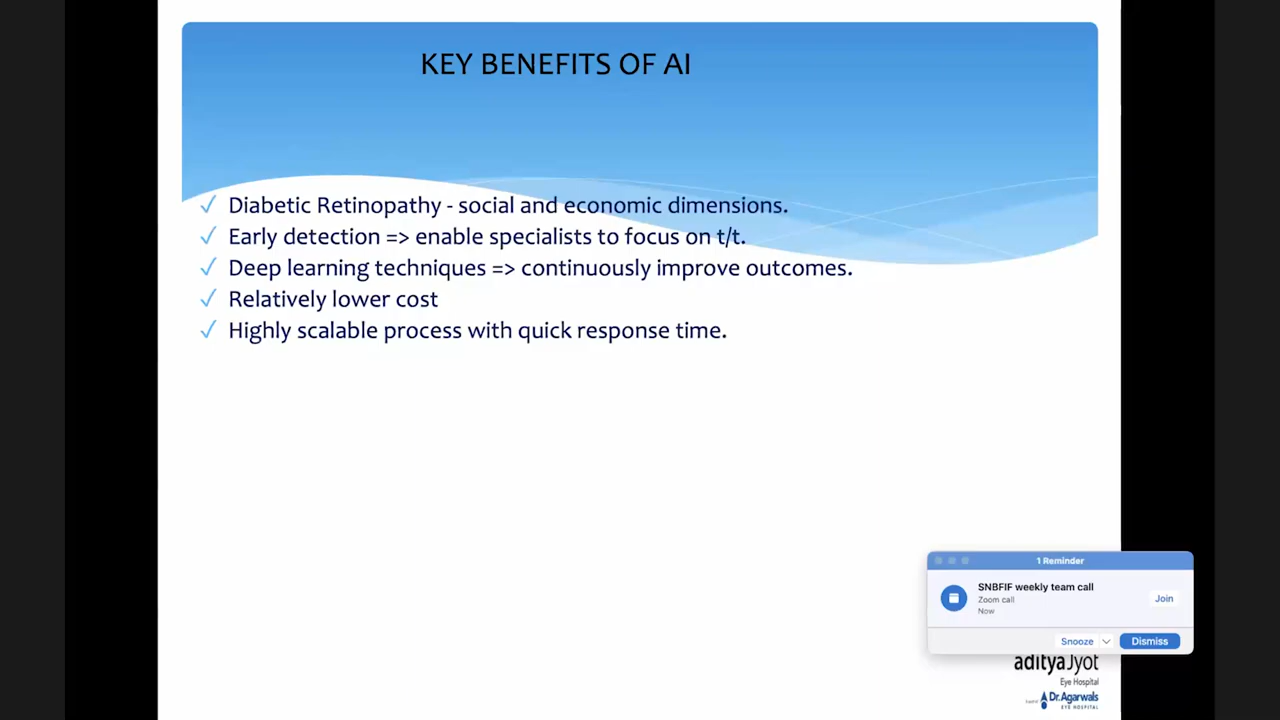 KEY BENEFITS OF AI
✓ Diabetic Retinopathy - social and economic dimensions.
✓ Early detection => enable specialists to focus on t/t.
✓ Deep learning techniques => continuously improve outcomes.
✓ Relatively lower cost
✓ Highly scalable process with quick response time.
1 Reminder
SNBFIF weekly team call
Zoom call
Now
Join
Snooze
Dismiss
adityaJyot
Eye Hospital
Dr.Agarwals
EYE HOSPITAL